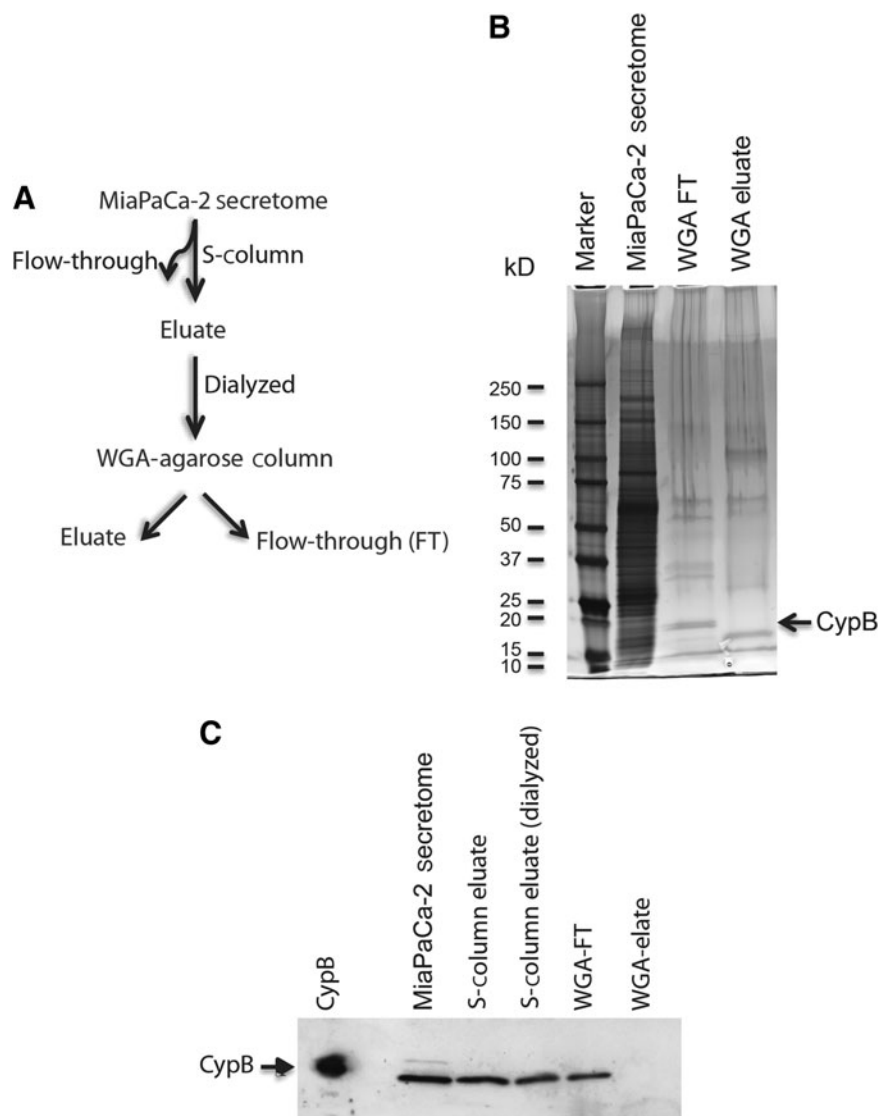 A
MiaPaCa-2 secretome
Flow-through
S-column
Eluate
Dialyzed
WGA-agarose column
Eluate
Flow-through (FT)
B
kD
Marker
MiaPaCa-2 secretome
WGA FT
WGA eluate
250
150
100
75
50
37
25
20
15
10
CypB
C
CypB
MiaPaCa-2 secretome
S-column eluate
S-column eluate (dialyzed)
WGA-FT
WGA-elate
CypB